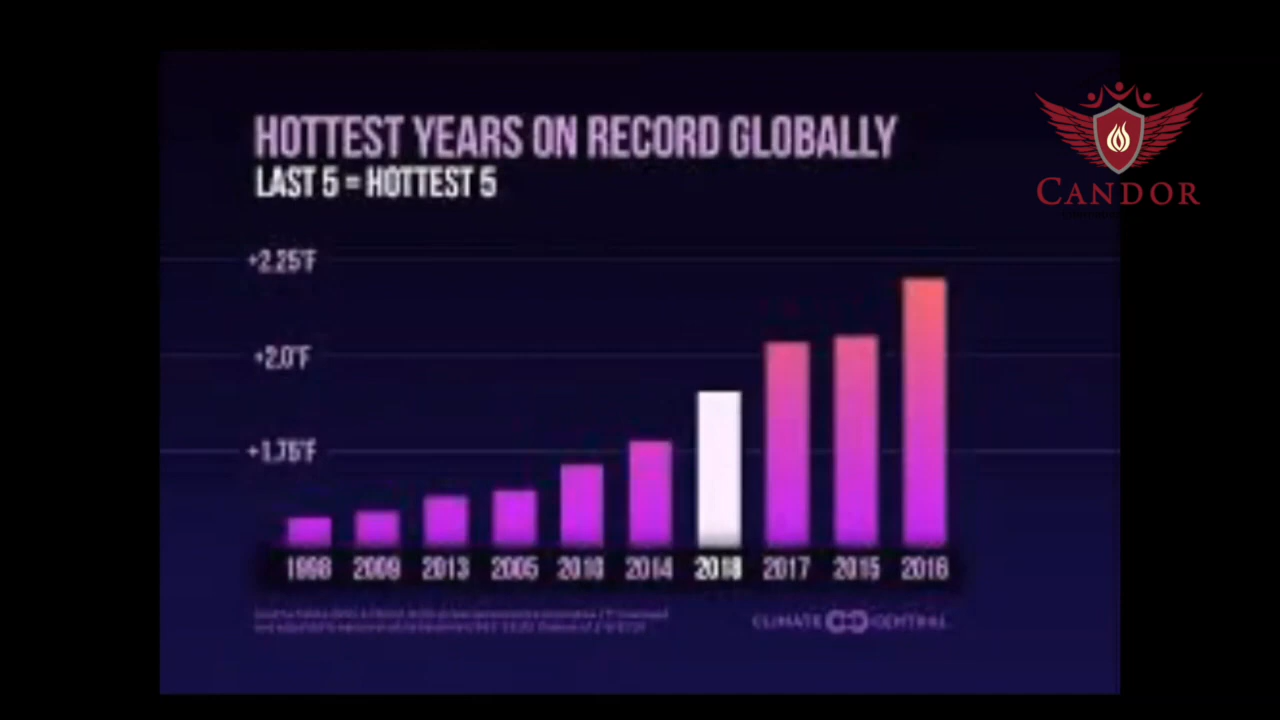 HOTTEST YEARS ON RECORD GLOBALLY
LAST 5 = HOTTEST 5
CANDOR
+2.25°F
+2.0°F
+1.75°F
1998 2009 2013 2005 2010 2014 2018 2017 2015 2016
CLIMATE CENTRAL